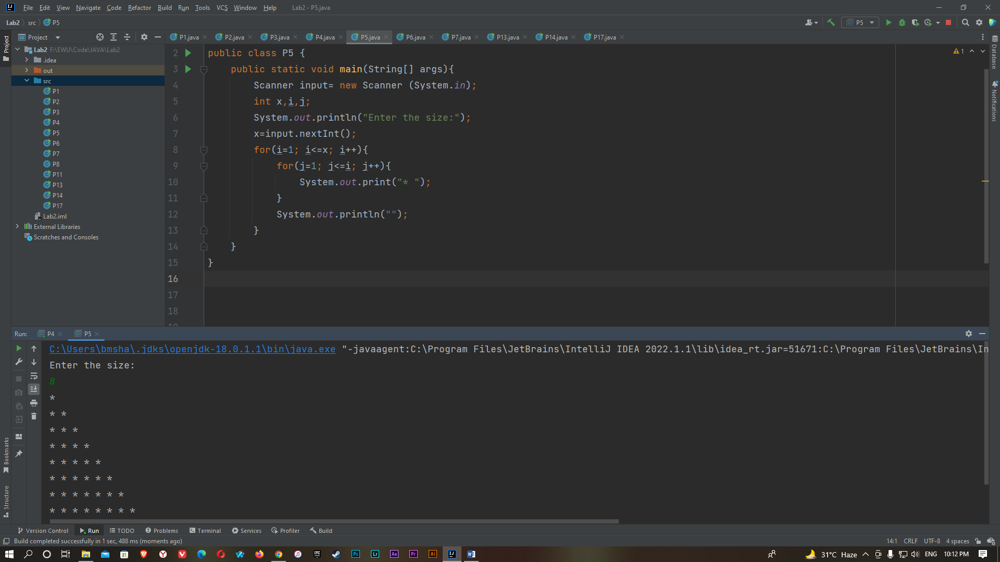 File Edit View Navigate Code Refactor Build Run Tools VCS Window Help Lab2 - P5.java
Lab2 src P5
P5
Project
P1.java P2.java P3.java P4.java P5.java P6.java P7.java P13.java P14.java P17.java
Project
Lab2 F:\EWU\Code\JAVA\Lab2
.idea
out
src
P1
P2
P3
P4
P5
P6
P7
P8
P11
P13
P14
P17
Lab2.iml
External Libraries
Scratches and Consoles
2 public class P5 {
3 public static void main(String[] args){
4 Scanner input= new Scanner (System.in);
5 int x,i,j;
6 System.out.println("Enter the size:");
7 x=input.nextInt();
8 for(i=1; i<=x; i++){
9 for(j=1; j<=i; j++){
10 System.out.print("* ");
11 }
12 System.out.println("");
13 }
14 }
15 }
16
17
18
1
Database
Notifications
Run: P4 P5
C:\Users\bmsha\.jdks\openjdk-18.0.1.1\bin\java.exe "-javaagent:C:\Program Files\JetBrains\IntelliJ IDEA 2022.1.1\lib\idea_rt.jar=51671:C:\Program Files\JetBrains\In
Enter the size:
8
*
* *
* * *
* * * *
* * * * *
* * * * * *
* * * * * * *
* * * * * * * *
Bookmarks
Structure
Version Control Run TODO Problems Terminal Services Profiler Build
Build completed successfully in 1 sec, 488 ms (moments ago) 14:1 CRLF UTF-8 4 spaces
EPIC GAMES Ps Lr Ae Pr Ai IJ W 31°C Haze ENG 10:12 PM